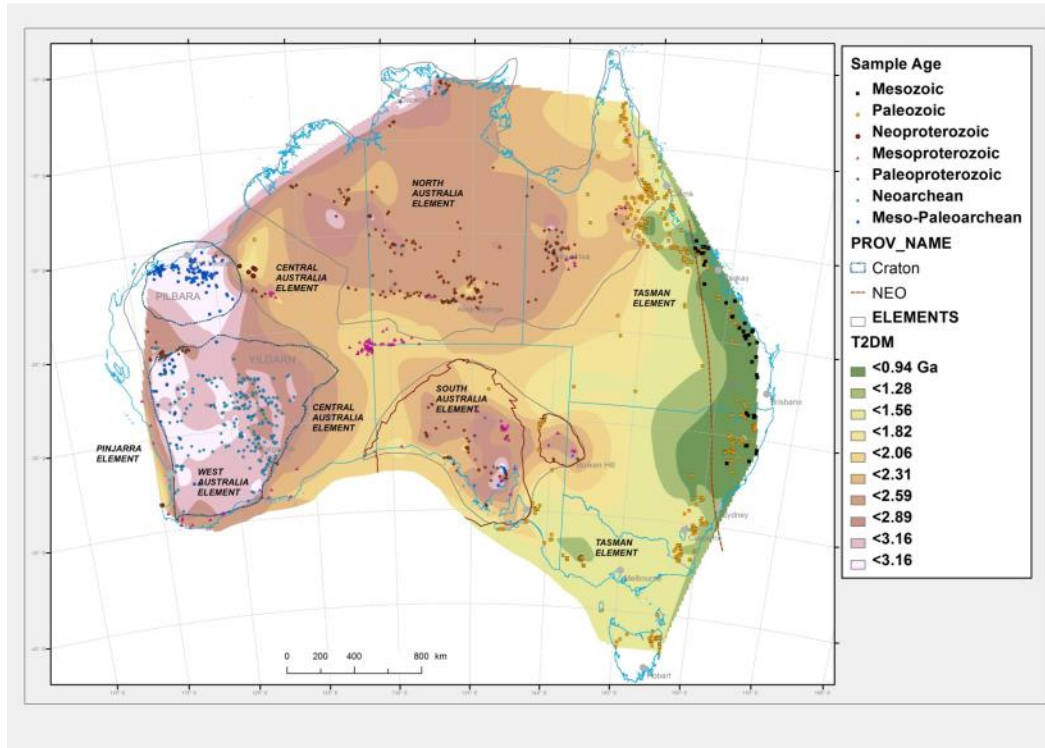 NORTH
AUSTRALIA
ELEMENT
CENTRAL
AUSTRALIA
ELEMENT
TASMAN
ELEMENT
PILBARA
YILGARN
SOUTH
AUSTRALIA
ELEMENT
CENTRAL
AUSTRALIA
ELEMENT
Brisbane
PINJARRA
ELEMENT
WEST
AUSTRALIA
ELEMENT
Broken Hill
Sydney
TASMAN
ELEMENT
Melbourne
0 200 400 800 km
Hobart
Sample Age
Mesozoic
Paleozoic
Neoproterozoic
Mesoproterozoic
Paleoproterozoic
Neoarchean
Meso-Paleoarchean
PROV_NAME
Craton
NEO
ELEMENTS
T2DM
<0.94 Ga
<1.28
<1.56
<1.82
<2.06
<2.31
<2.59
<2.89
<3.16
<3.16